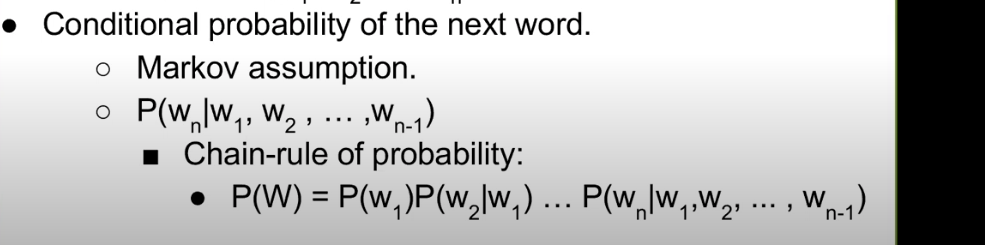 ● Conditional probability of the next word.
○ Markov assumption.
○ P(wₙ|w₁, w₂ , … ,wₙ₋₁)
■ Chain-rule of probability:
● P(W) = P(w₁)P(w₂|w₁) … P(wₙ|w₁,w₂, … , wₙ₋₁)